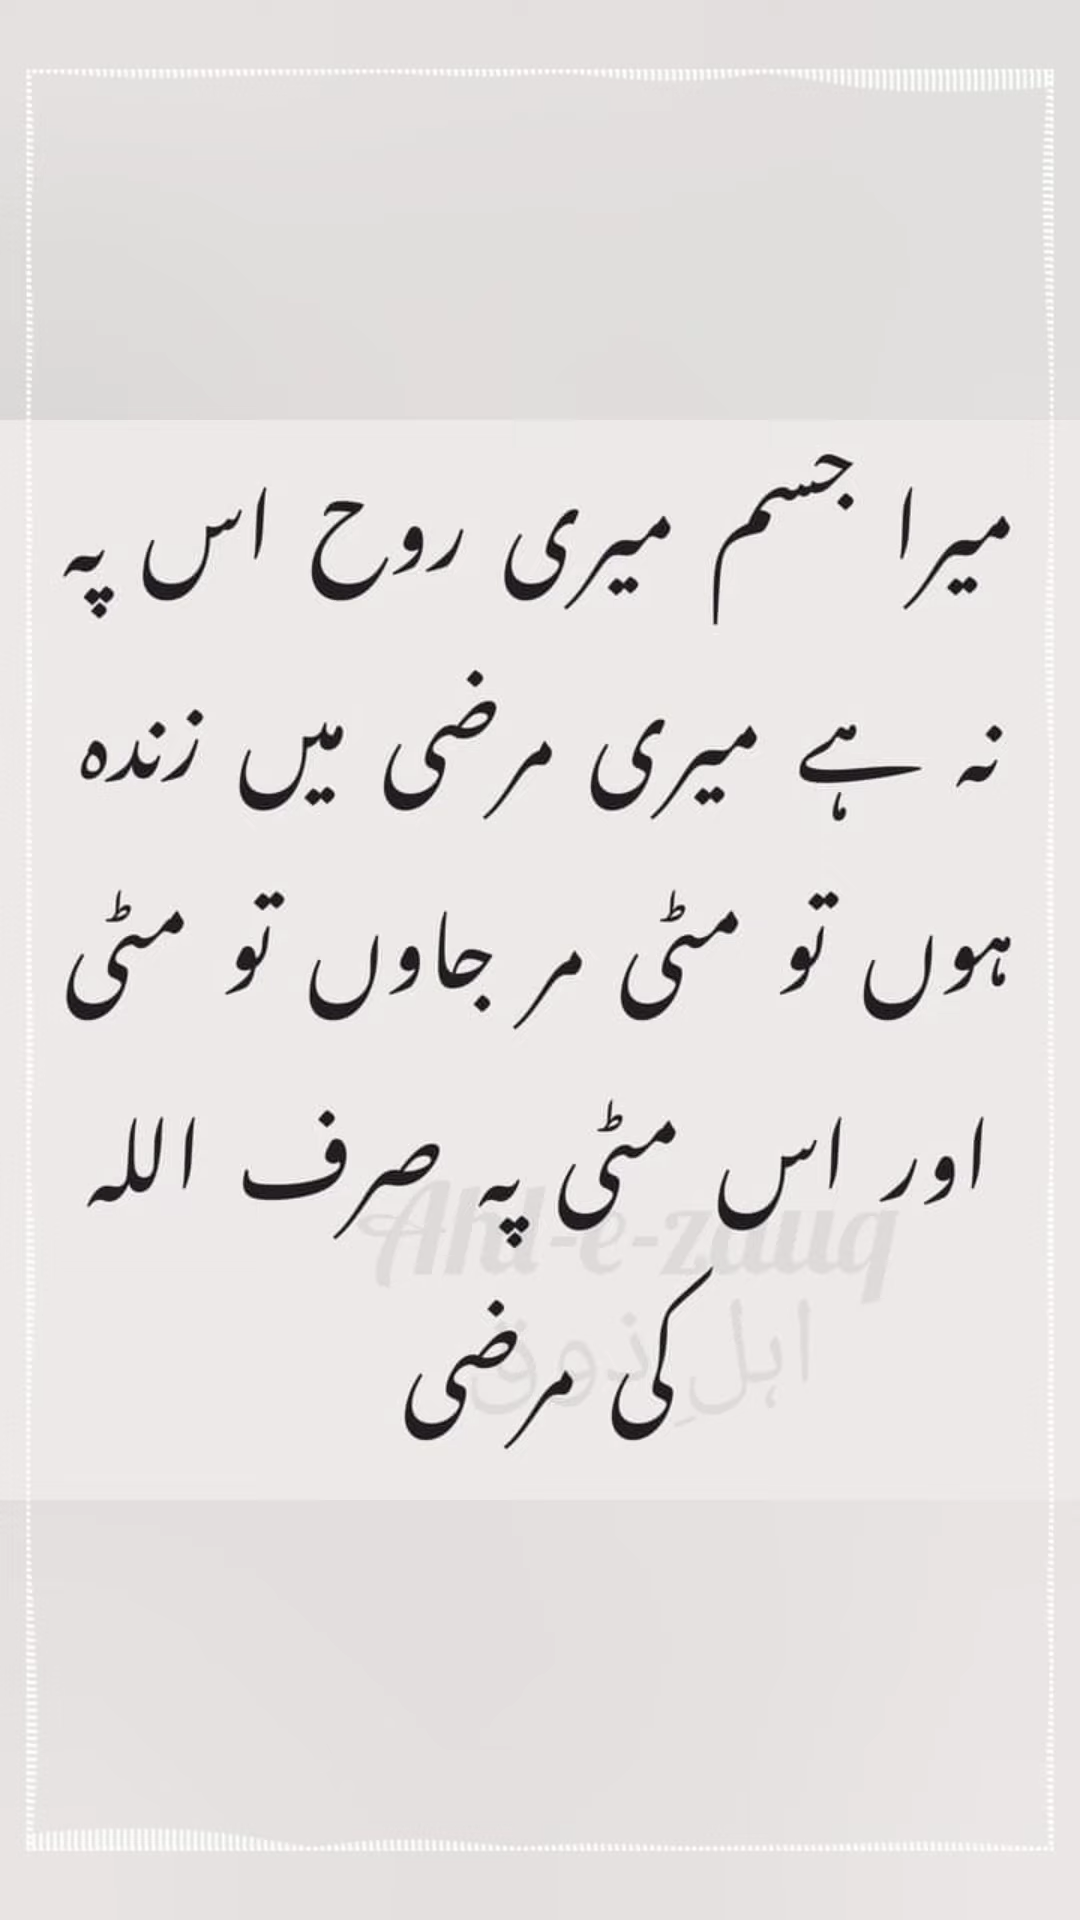 میرا جسم میری روح اس پہ
نہ ہے میری مرضی میں زندہ
ہوں تو مٹی مر جاوں تو مٹی
اور اس مٹی پہ صرف اللہ
Ahl-e-zauq
کی مرضی
اہلِ ذوق